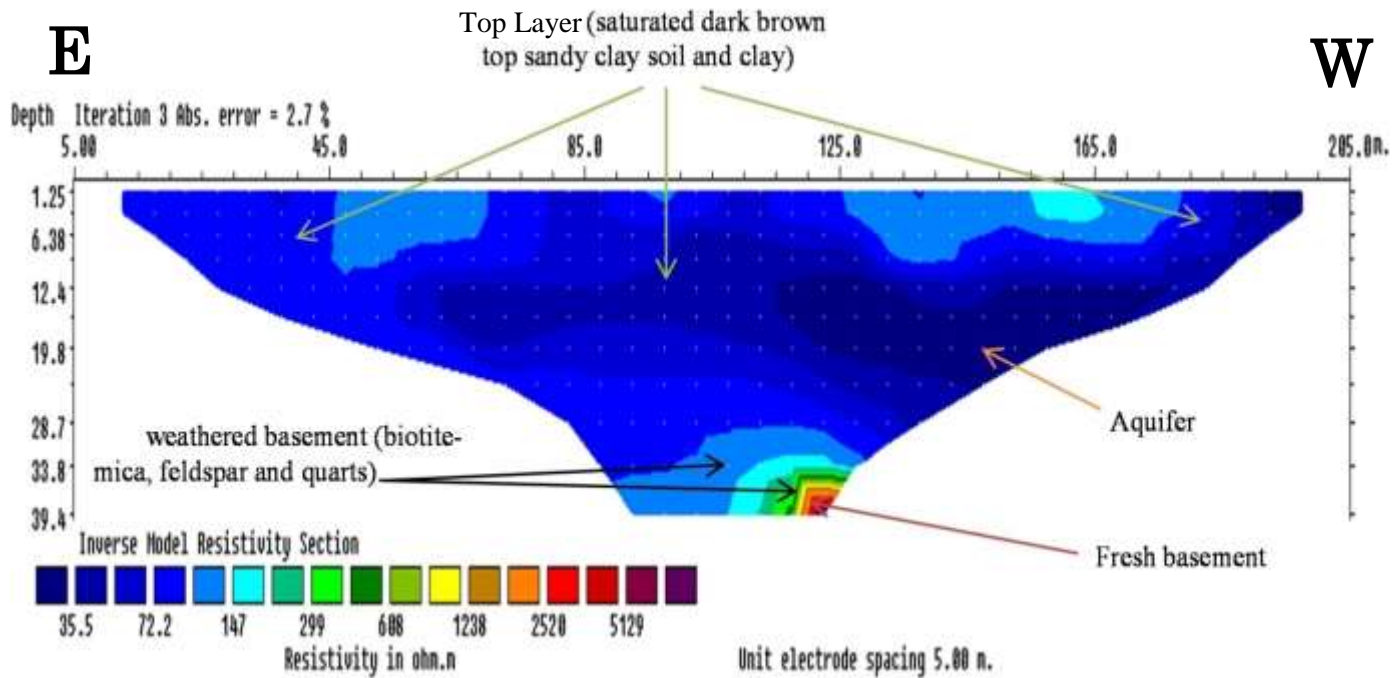 E
Top Layer (saturated dark brown
top sandy clay soil and clay)
W
Depth Iteration 3 Abs. error = 2.7 %
5.00 45.0 85.0 125.0 165.0 205.0m.
1.25
6.38
12.4
19.8
28.7
33.8
39.4
Aquifer
weathered basement (biotite-
mica, feldspar and quarts)
Fresh basement
Inverse Model Resistivity Section
35.5 72.2 147 299 608 1238 2520 5129
Resistivity in ohm.m
Unit electrode spacing 5.00 m.